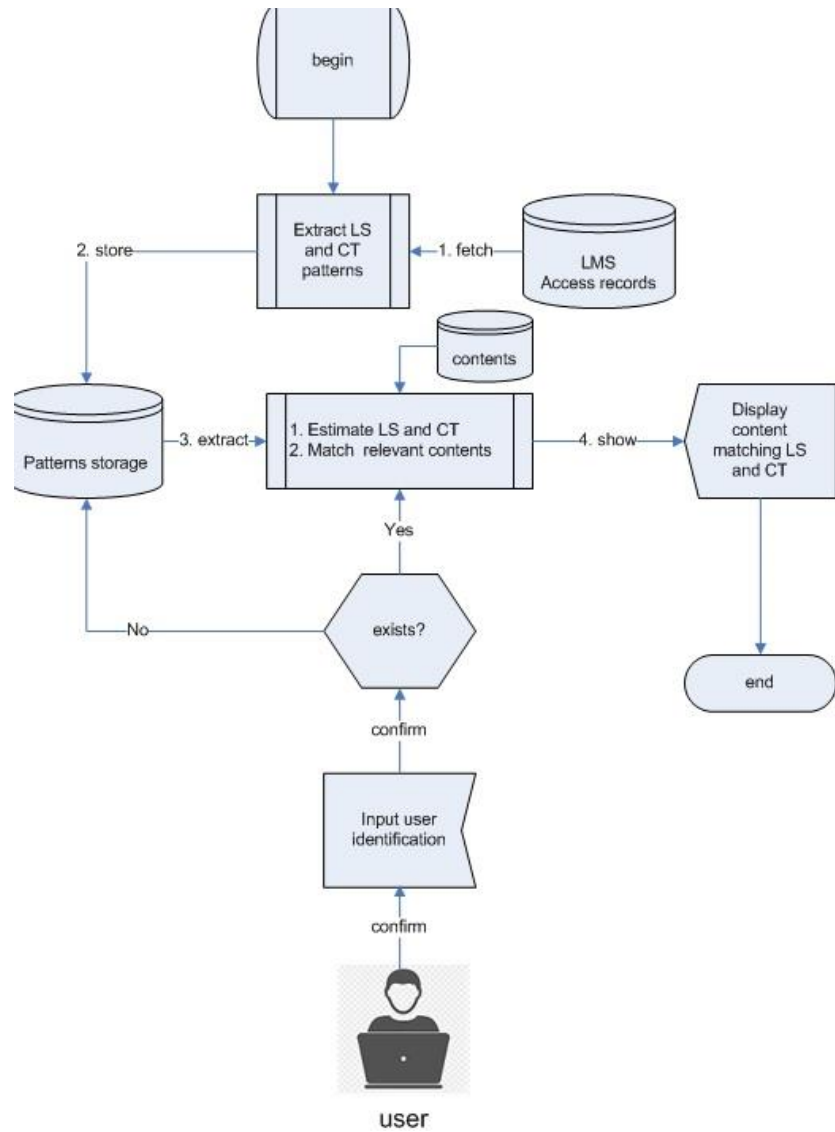 begin
Extract LS
and CT
patterns
2. store
1. fetch
LMS
Access records
contents
Patterns storage
3. extract
1. Estimate LS and CT
2. Match relevant contents
4. show
Display
content
matching LS
and CT
Yes
No
exists?
end
confirm
Input user
identification
confirm
user